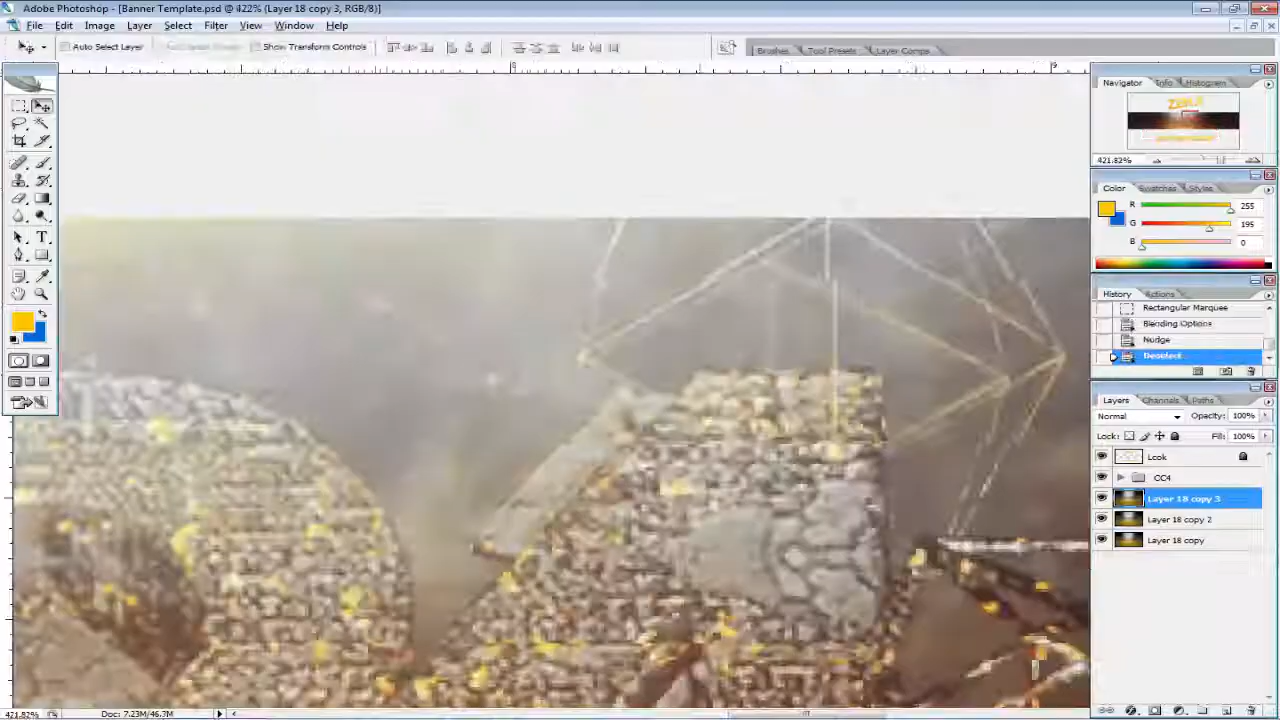 Adobe Photoshop - [Banner Template.psd @ 422% (Layer 18 copy 3, RGB/8)]
File Edit Image Layer Select Filter View Window Help
Auto Select Layer Show Transform Controls Brushes Tool Presets Layer Comps
Navigator Info Histogram
421.82%
Color Swatches Styles
R 255
G 195
B 0
History Actions
Rectangular Marquee
Blending Options
Nudge
Deselect
Layers Channels Paths
Normal Opacity: 100%
Lock: Fill: 100%
Look
CC4
Layer 18 copy 3
Layer 18 copy 2
Layer 18 copy
421.82% Doc: 7.23M/46.7M